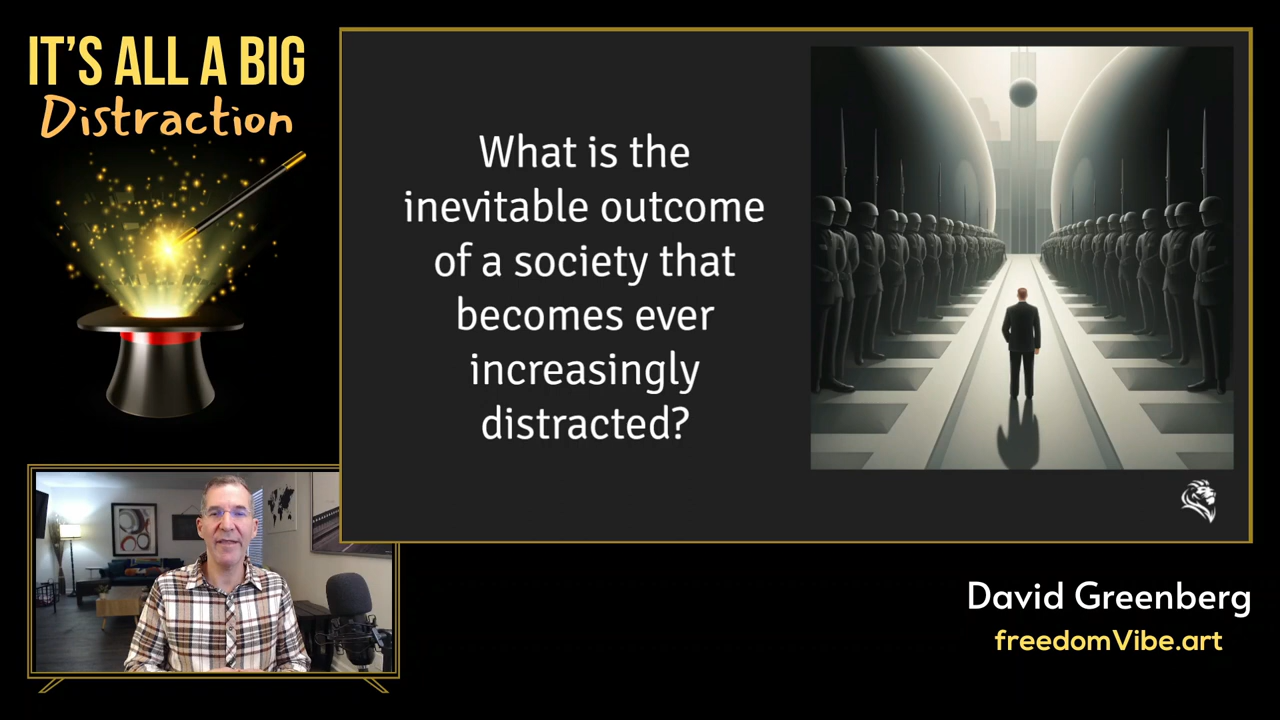 IT'S ALL A BIG
Distraction
What is the
inevitable outcome
of a society that
becomes ever
increasingly
distracted?
David Greenberg
freedomVibe.art